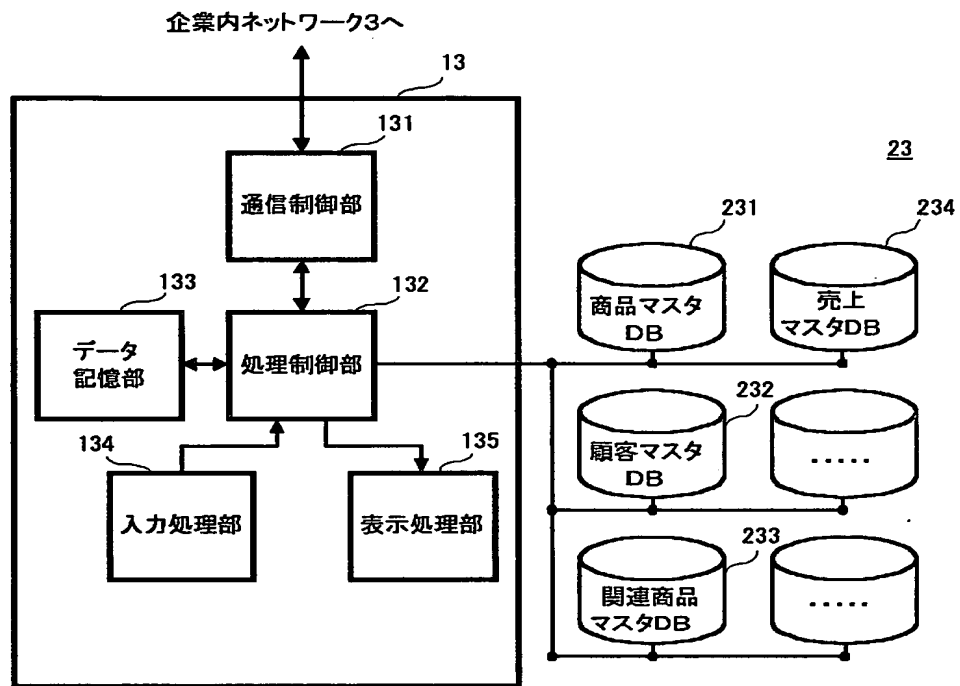 企業内ネットワーク3へ
13
131
通信制御部
23
231
商品マスタ
DB
234
売上
マスタDB
133
データ
記憶部
132
処理制御部
232
顧客マスタ
DB
.....
134
入力処理部
135
表示処理部
233
関連商品
マスタDB
.....